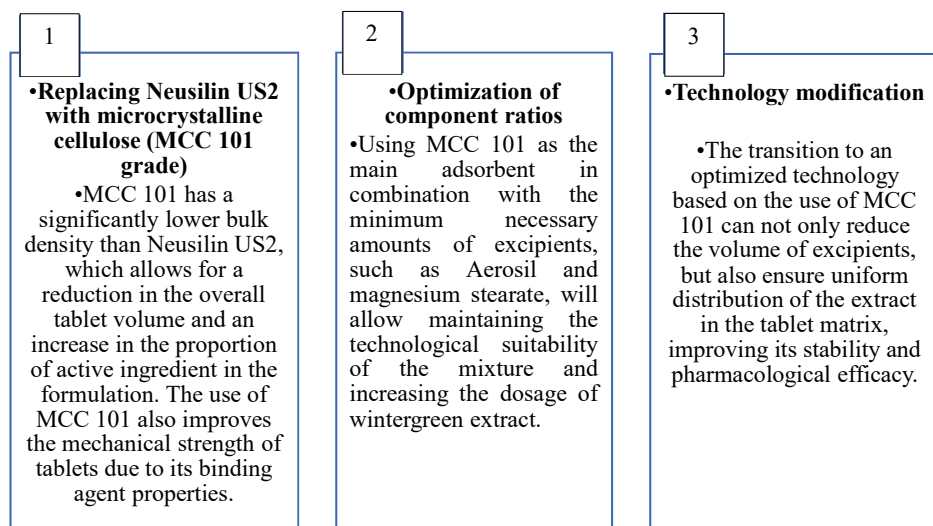 1
•Replacing Neusilin US2
with microcrystalline
cellulose (MCC 101
grade)
•MCC 101 has a
significantly lower bulk
density than Neusilin US2,
which allows for a
reduction in the overall
tablet volume and an
increase in the proportion
of active ingredient in the
formulation. The use of
MCC 101 also improves
the mechanical strength of
tablets due to its binding
agent properties.
2
•Optimization of
component ratios
•Using MCC 101 as the
main adsorbent in
combination with the
minimum necessary
amounts of excipients,
such as Aerosil and
magnesium stearate, will
allow maintaining the
technological suitability
of the mixture and
increasing the dosage of
wintergreen extract.
3
•Technology modification
•The transition to an
optimized technology
based on the use of MCC
101 can not only reduce
the volume of excipients,
but also ensure uniform
distribution of the extract
in the tablet matrix,
improving its stability and
pharmacological efficacy.